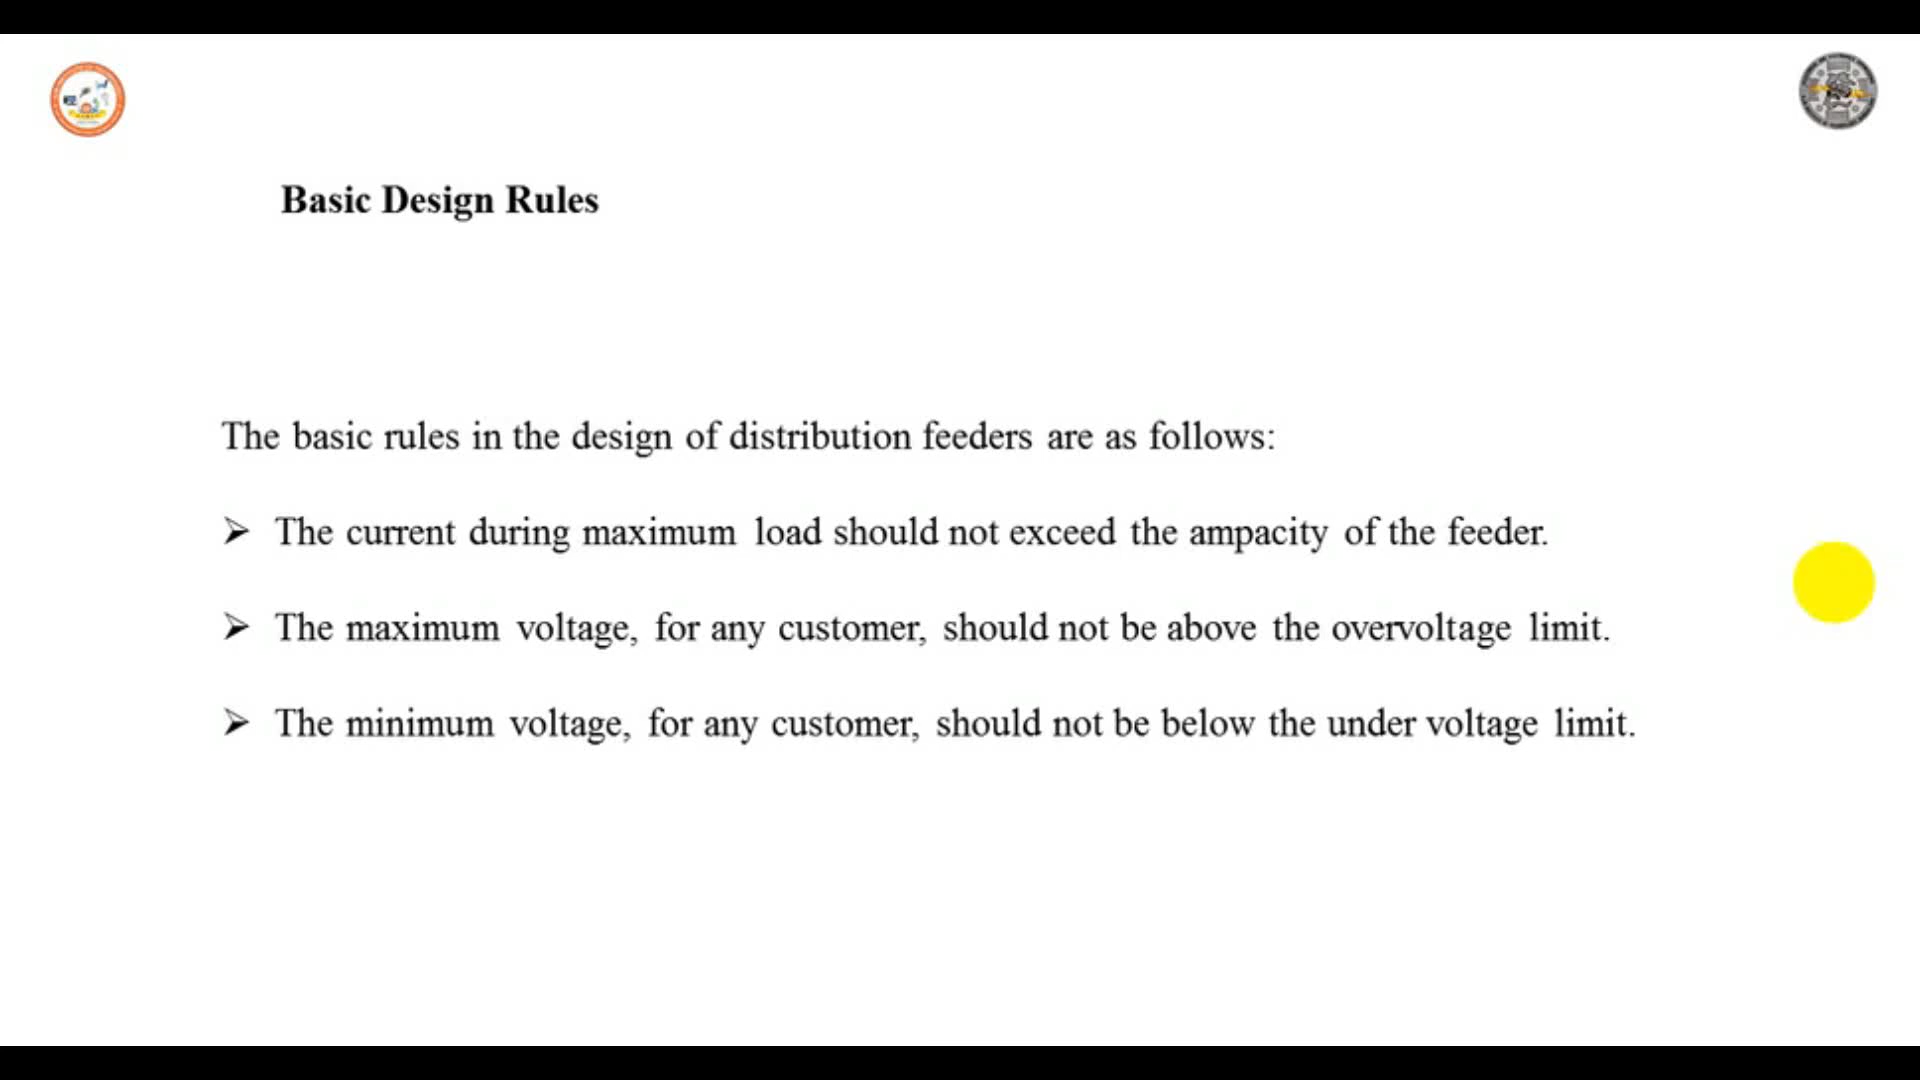 Basic Design Rules
The basic rules in the design of distribution feeders are as follows:
➢ The current during maximum load should not exceed the ampacity of the feeder.
➢ The maximum voltage, for any customer, should not be above the overvoltage limit.
➢ The minimum voltage, for any customer, should not be below the under voltage limit.